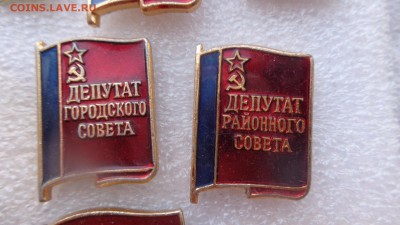 COINS.LAVE.RU
ДЕПУТАТ
ГОРОДСКОГО
СОВЕТА
ДЕПУТАТ
РАЙОННОГО
СОВЕТА